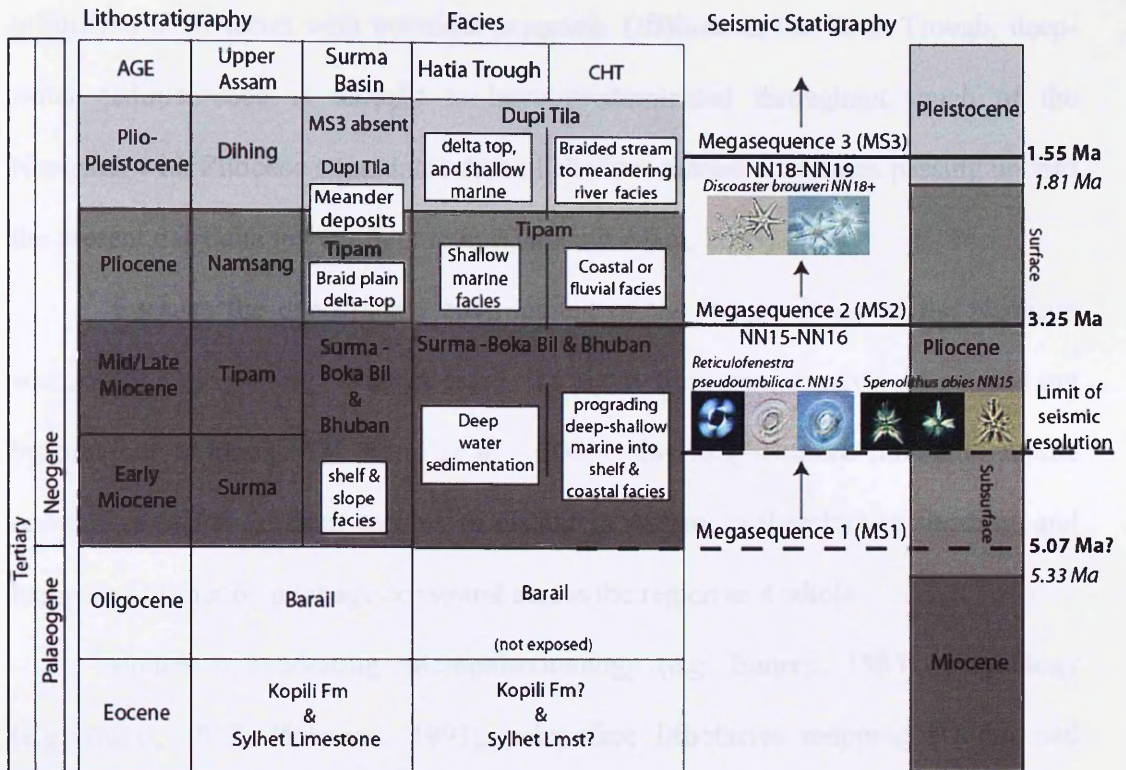 Lithostratigraphy
Facies
Seismic Statigraphy
AGE
Upper
Assam
Surma
Basin
MS3 absent
Hatia Trough
CHT
Plio-
Pleistocene
Dihing
Dupi Tila
Meander
deposits
Dupi Tila
delta top,
and shallow
marine
Braided stream
to meandering
river facies
Megasequence 3 (MS3)
NN18-NN19
Discoaster brouweri NN18+
Pleistocene
1.55 Ma
1.81 Ma
Pliocene
Namsang
Tipam
Braid plain
delta-top
Tipam
Shallow
marine
facies
Coastal or
fluvial facies
Surface
Megasequence 2 (MS2)
NN15-NN16
3.25 Ma
Tertiary
Neogene
Mid/Late
Miocene
Tipam
Surma -
Boka Bil
&
Bhuban
Surma -Boka Bil & Bhuban
Deep
water
sedimentation
prograding
deep-shallow
marine into
shelf &
coastal facies
Reticulofenestra
pseudoumbilica c. NN15
Spenolithus abies NN15
Pliocene
Limit of
seismic
resolution
Early
Miocene
Surma
shelf &
slope
facies
Subsurface
Megasequence 1 (MS1)
5.07 Ma?
5.33 Ma
Palaeogene
Oligocene
Barail
Barail
(not exposed)
Miocene
Eocene
Kopili Fm
&
Sylhet Limestone
Kopili Fm?
&
Sylhet Lmst?